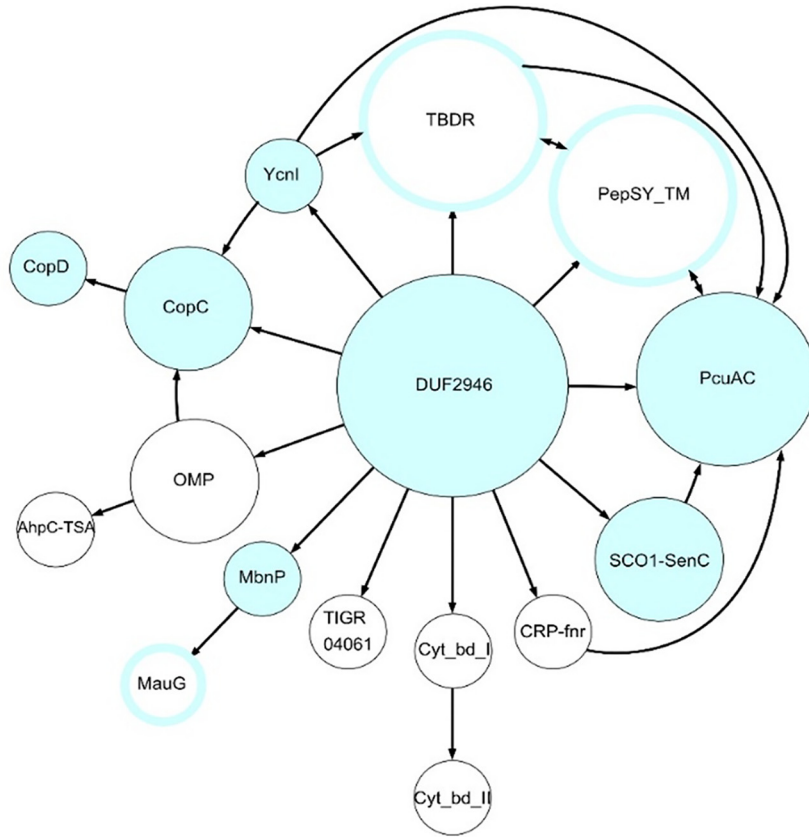 TBDR
YcnI
PepSY_TM
CopD
CopC
PcuAC
DUF2946
OMP
AhpC-TSA
SCO1-SenC
MbnP
TIGR
04061
CRP-fnr
Cyt_bd_I
MauG
Cyt_bd_II